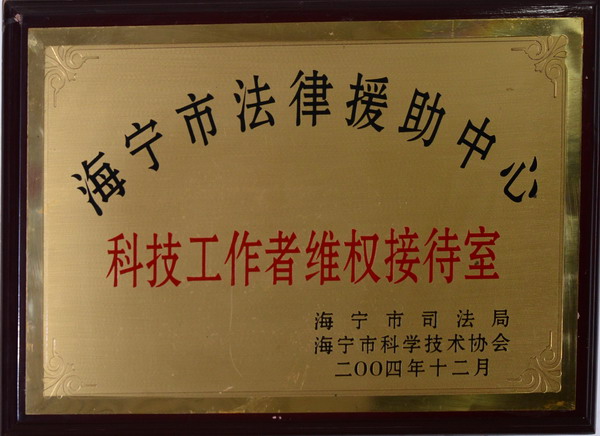 海宁市法律援助中心
科技工作者维权接待室
海宁市司法局
海宁市科学技术协会
二OO四年十二月